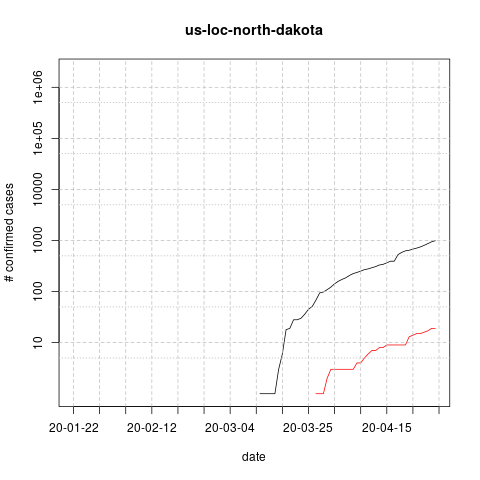 us-loc-north-dakota
# confirmed cases
1e+06
1e+05
10000
1000
100
10
20-01-22 20-02-12 20-03-04 20-03-25 20-04-15
date